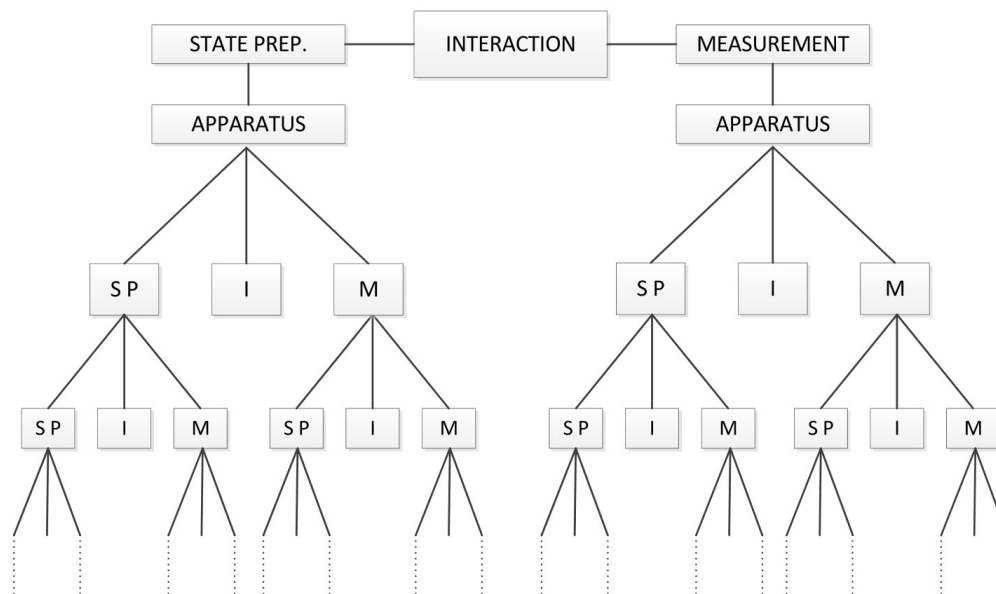 STATE PREP.
INTERACTION
MEASUREMENT
APPARATUS
APPARATUS
S P
I
M
S P
I
M
S P
I
M
S P
I
M
S P
I
M
S P
I
M